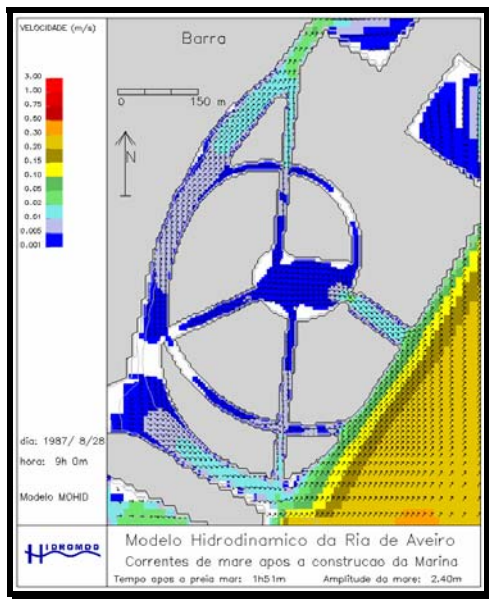 VELOCIDADE (m/s)
3.00
1.00
0.75
0.50
0.30
0.20
0.15
0.10
0.05
0.02
0.01
0.005
0.001
Barra
0 150 m
N
dia: 1987/ 8/28
hora: 9h 0m
Modelo MOHID
HIDROMOD
Modelo Hidrodinamico da Ria de Aveiro
Correntes de mare apos a construcao da Marina
Tempo apos a preia mar: 1h51m Amplitude da mare: 2.40m